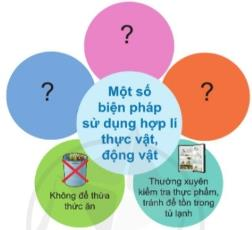 ?
?
?
Một số
biện pháp
sử dụng hợp lí
thực vật,
động vật
Không để thừa
thức ăn
Thường xuyên
kiểm tra thực phẩm,
tránh để tồn trong
tủ lạnh